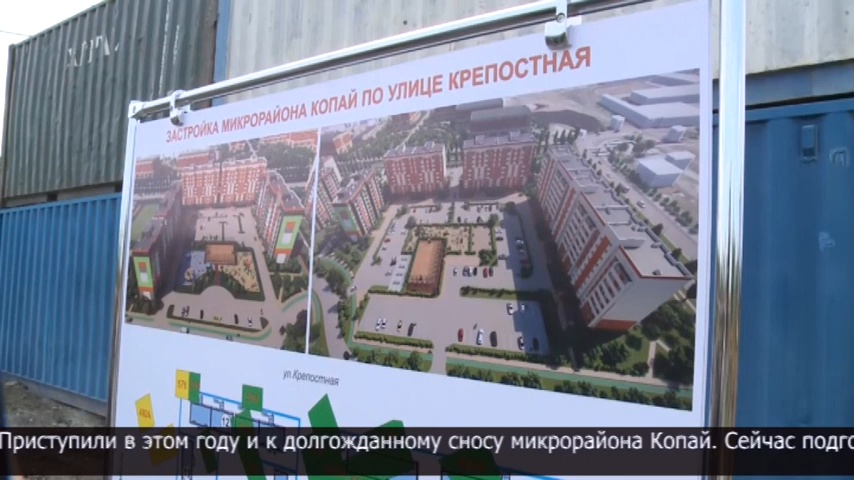 ЗАСТРОЙКА МИКРОРАЙОНА КОПАЙ ПО УЛИЦЕ КРЕПОСТНАЯ
ул Крепостная
Приступили в этом году и к долгожданному сносу микрорайона Копай. Сейчас подго